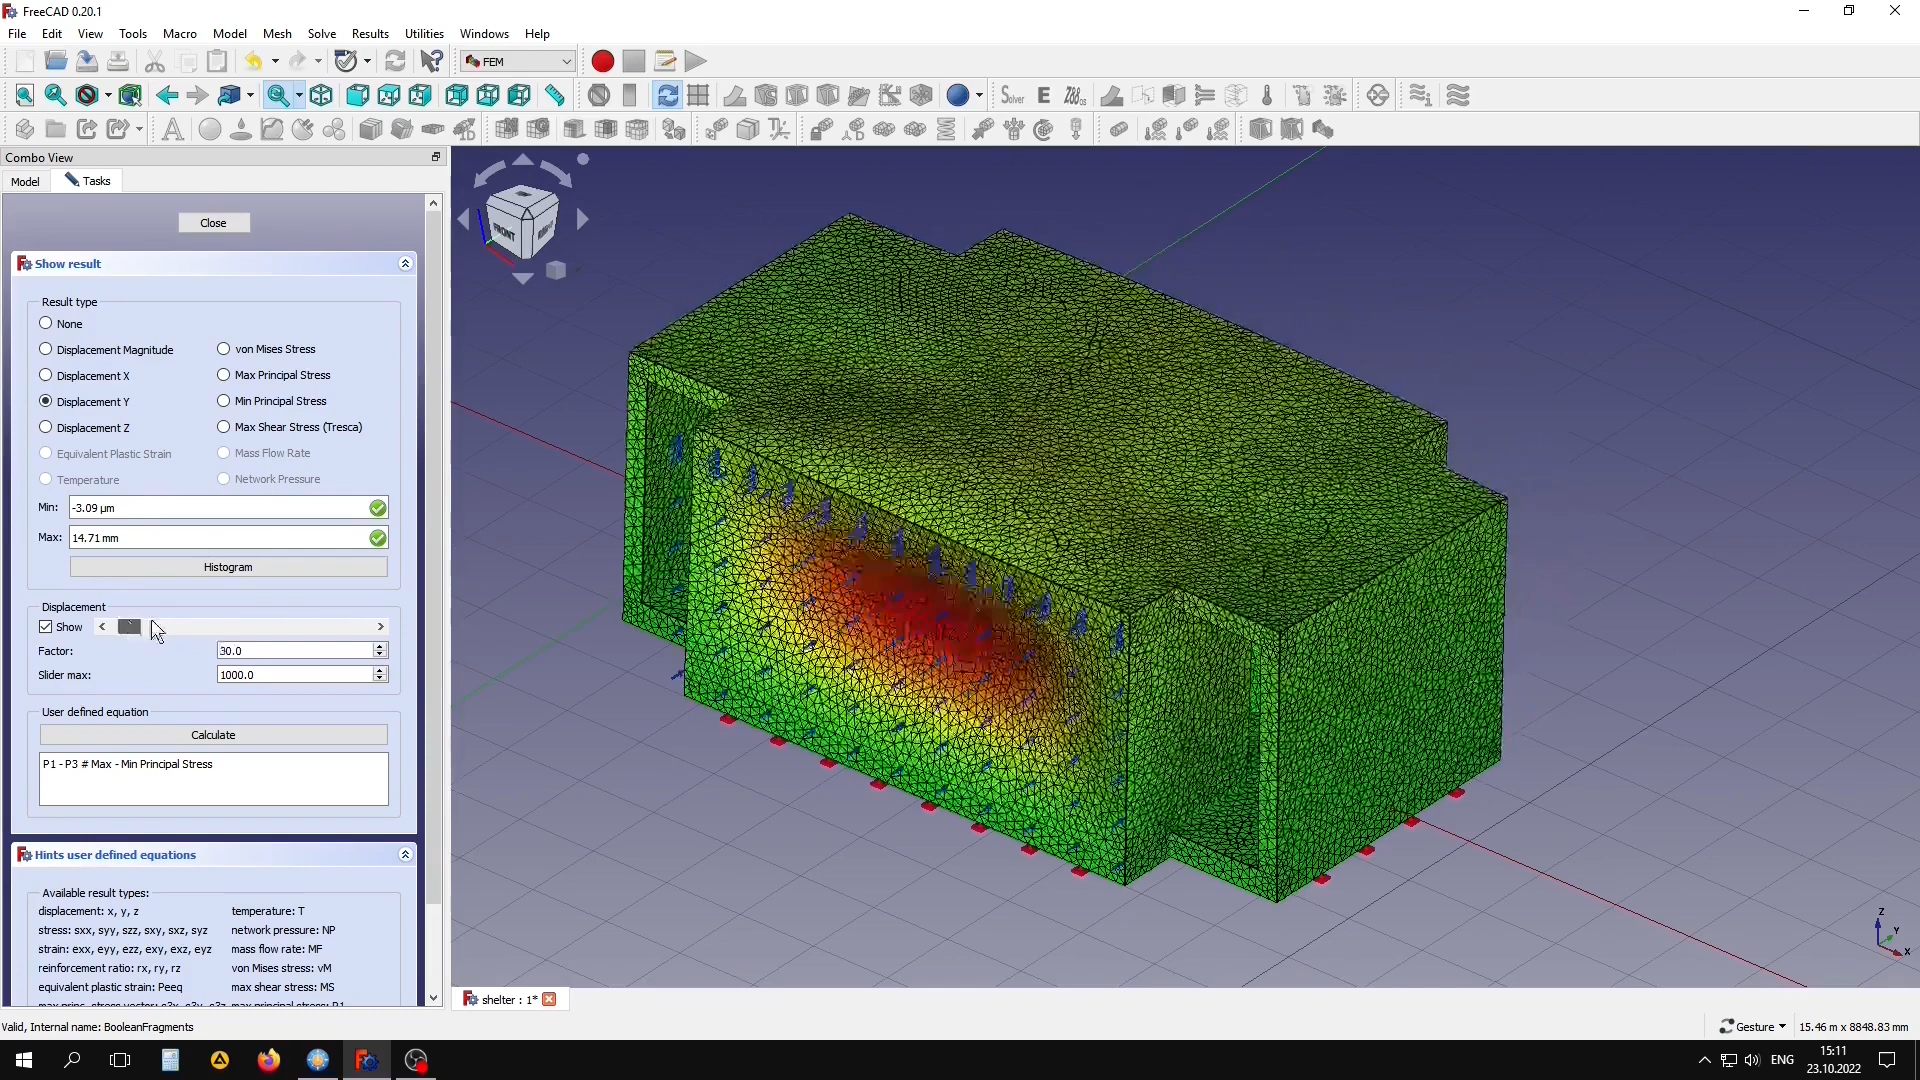 FreeCAD 0.20.1
File Edit View Tools Macro Model Mesh Solve Results Utilities Windows Help
FEM
Solver E Z88os
Combo View
Model Tasks
FRONT RIGHT
Close
Show result
Result type
None
Displacement Magnitude von Mises Stress
Displacement X Max Principal Stress
Displacement Y Min Principal Stress
Displacement Z Max Shear Stress (Tresca)
Equivalent Plastic Strain Mass Flow Rate
Temperature Network Pressure
Min: -3.09 µm
Max: 14.71 mm
Histogram
Displacement
Show
Factor: 30.0
Slider max: 1000.0
User defined equation
Calculate
P1 - P3 # Max - Min Principal Stress
Hints user defined equations
Available result types:
displacement: x, y, z temperature: T
stress: sxx, syy, szz, sxy, sxz, syz network pressure: NP
strain: exx, eyy, ezz, exy, exz, eyz mass flow rate: MF
reinforcement ratio: rx, ry, rz von Mises stress: vM
equivalent plastic strain: Peeq max shear stress: MS
Z
Y
X
shelter : 1*
Valid, Internal name: BooleanFragments
Gesture 15.46 m x 8848.83 mm
ENG 15:11
23.10.2022